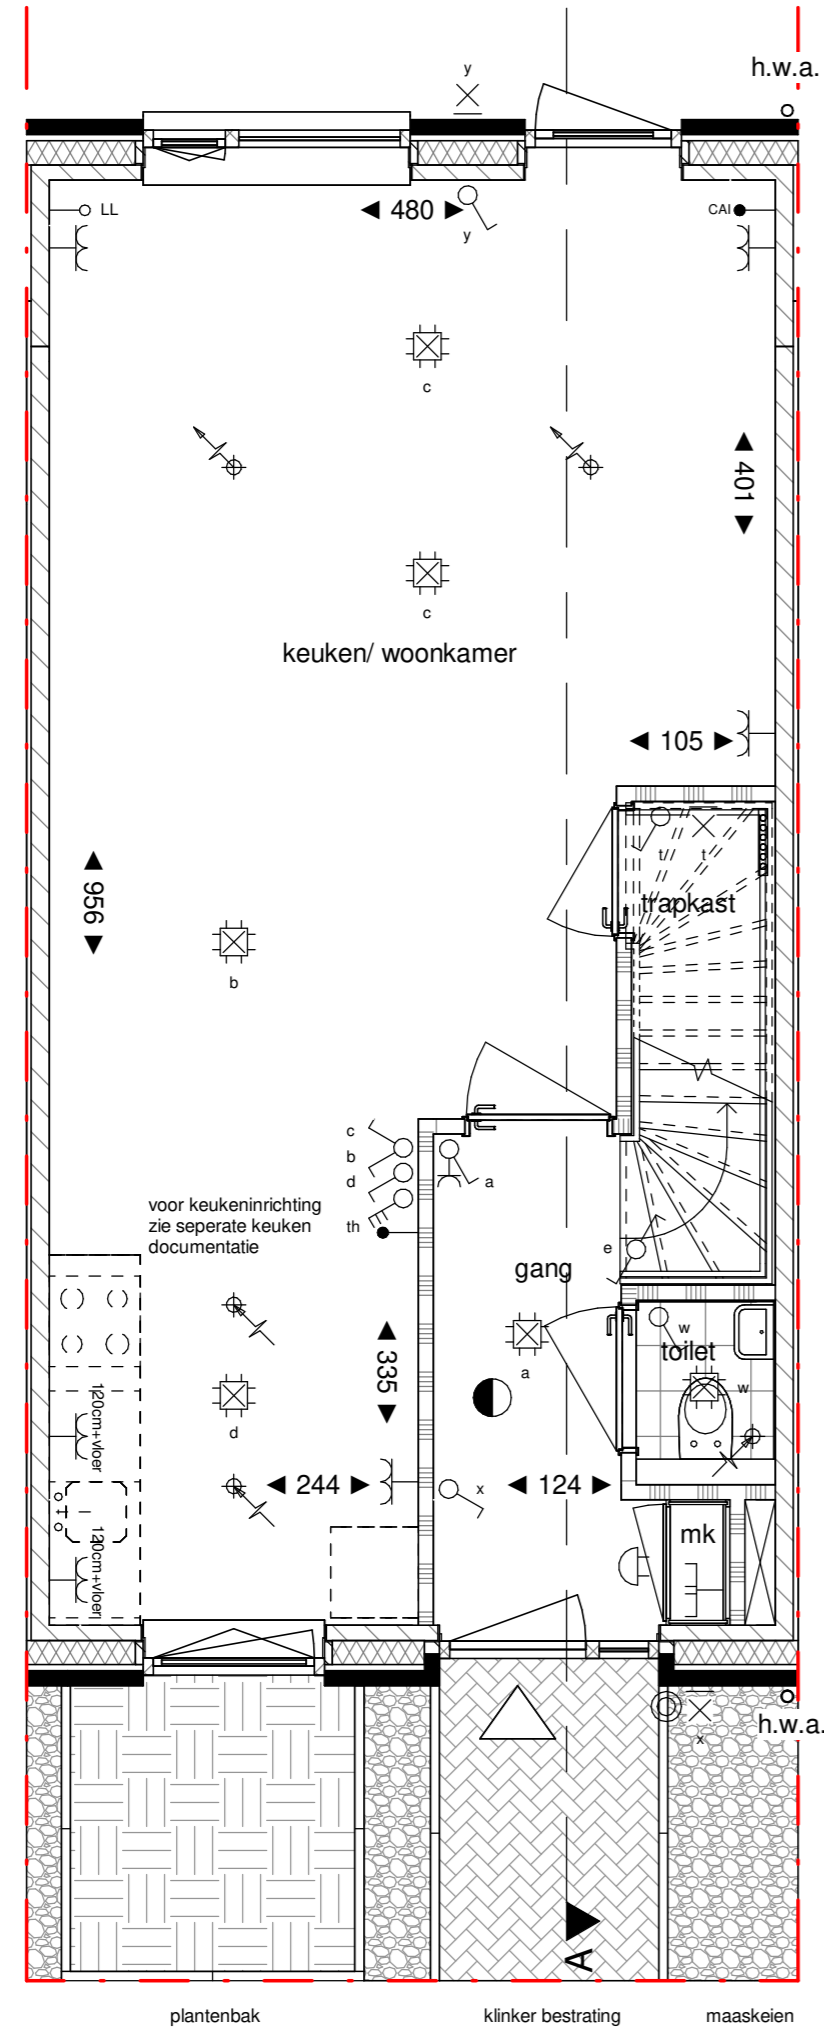 y
h.w.a.
LL
480
y
CAI
c
401
c
keuken/ woonkamer
105
t
t
trapkast
956
b
c
b
d
th
a
voor keukeninrichting
zie seperate keuken
documentatie
e
gang
w
toilet
a
w
335
d
120cm+vloer
x
244
124
mk
120cm+vloer
h.w.a.
x
A
plantenbak
klinker bestrating
maaskeien